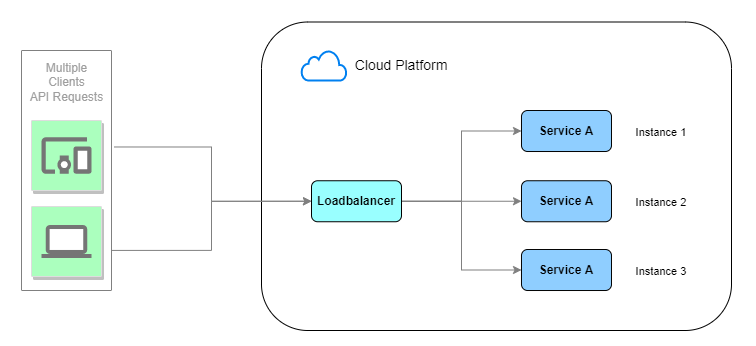 Multiple
Clients
API Requests
Cloud Platform
Loadbalancer
Service A
Instance 1
Service A
Instance 2
Service A
Instance 3